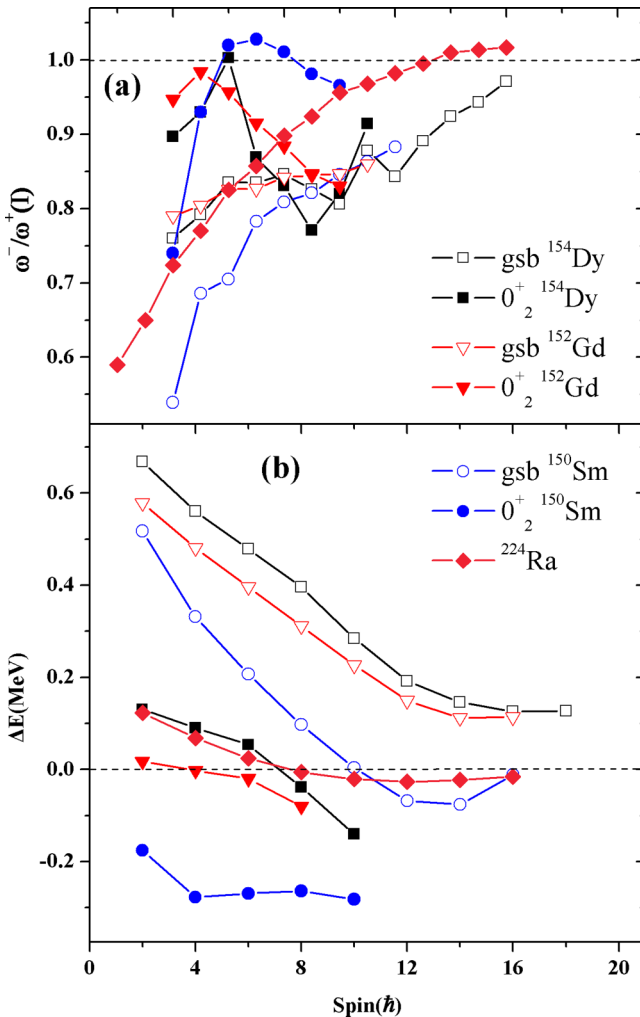 (a)
1.0
0.9
0.8
0.7
0.6
ω⁻/ω⁺(I)
gsb ¹⁵⁴Dy
0⁺₂ ¹⁵⁴Dy
gsb ¹⁵²Gd
0⁺₂ ¹⁵²Gd
(b)
gsb ¹⁵⁰Sm
0⁺₂ ¹⁵⁰Sm
²²⁴Ra
0.6
0.4
0.2
0.0
-0.2
ΔE(MeV)
0 4 8 12 16 20
Spin(ℏ)